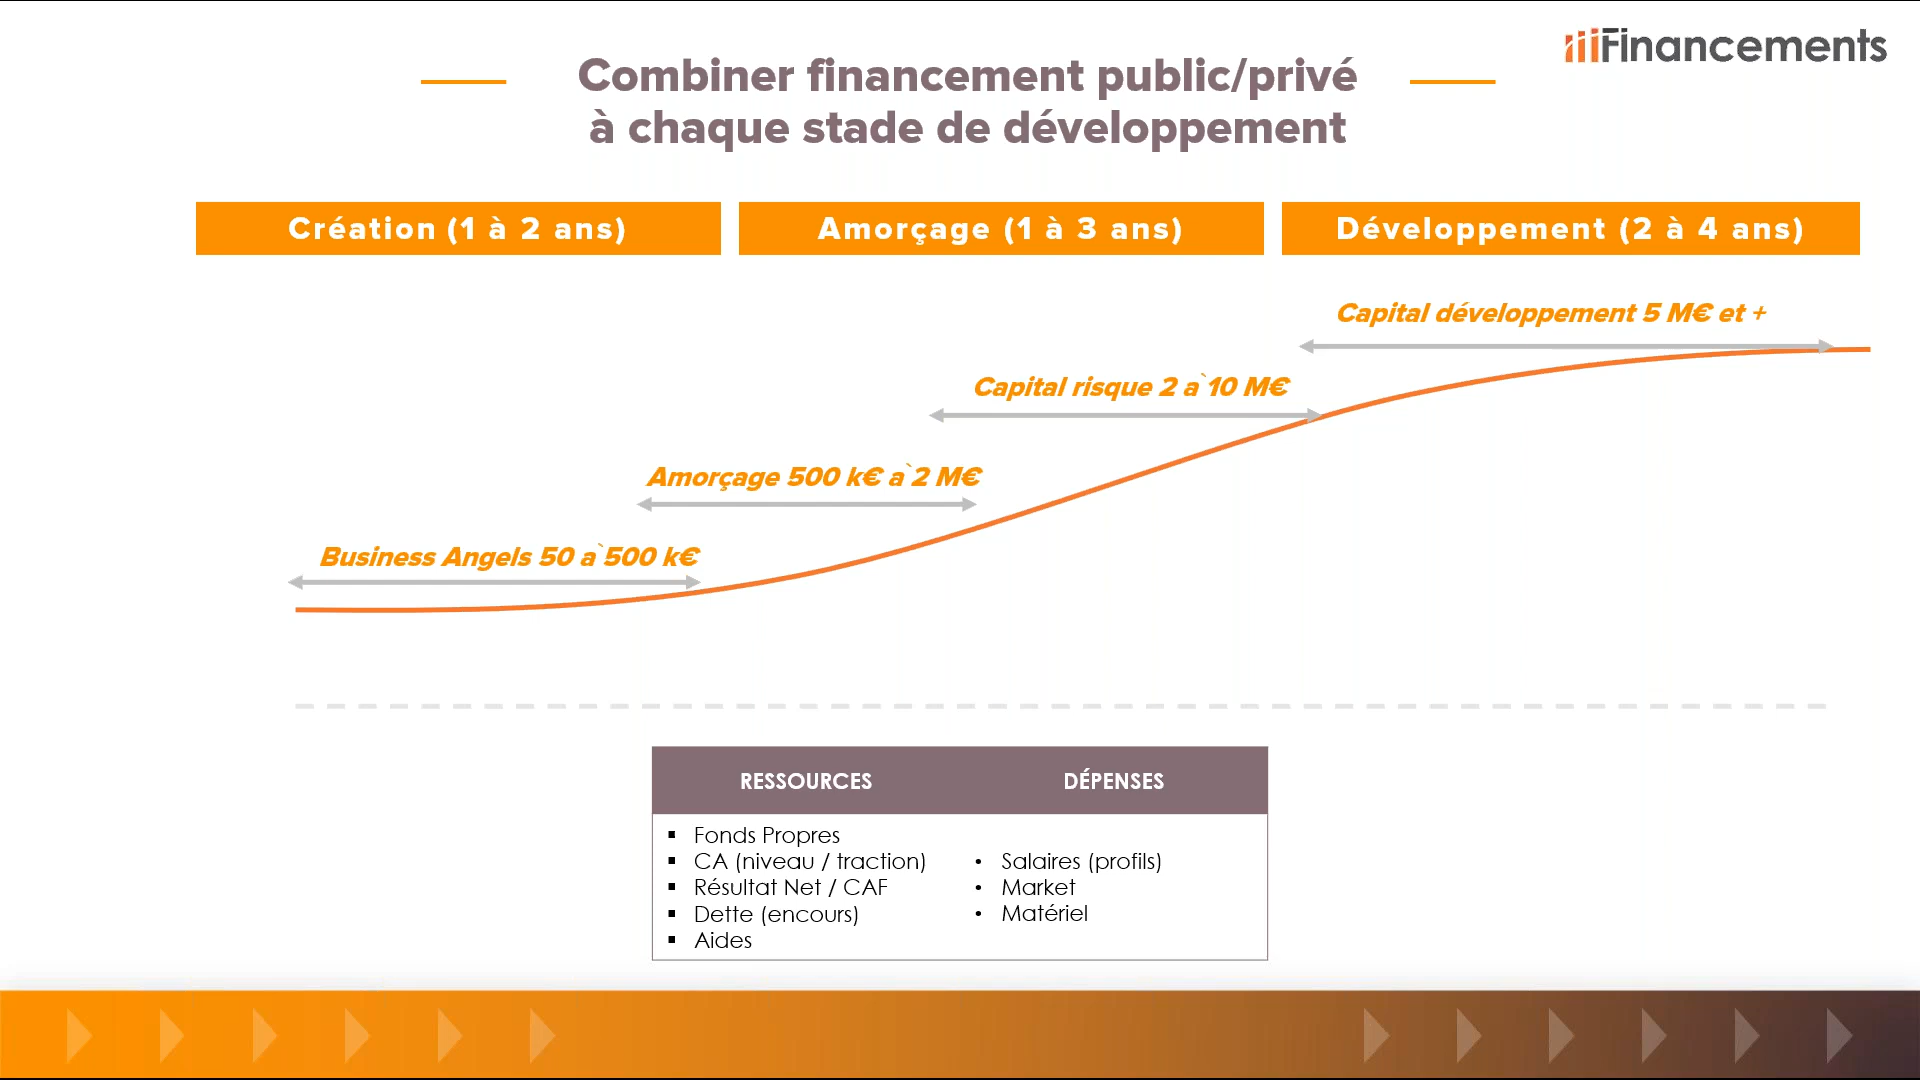 Financements
Combiner financement public/privé
à chaque stade de développement
Création (1 à 2 ans)
Amorçage (1 à 3 ans)
Développement (2 à 4 ans)
Capital développement 5 M€ et +
Capital risque 2 à 10 M€
Amorçage 500 k€ à 2 M€
Business Angels 50 à 500 k€
RESSOURCES
DÉPENSES
▪ Fonds Propres
▪ CA (niveau / traction)
▪ Résultat Net / CAF
▪ Dette (encours)
▪ Aides
• Salaires (profils)
• Market
• Matériel